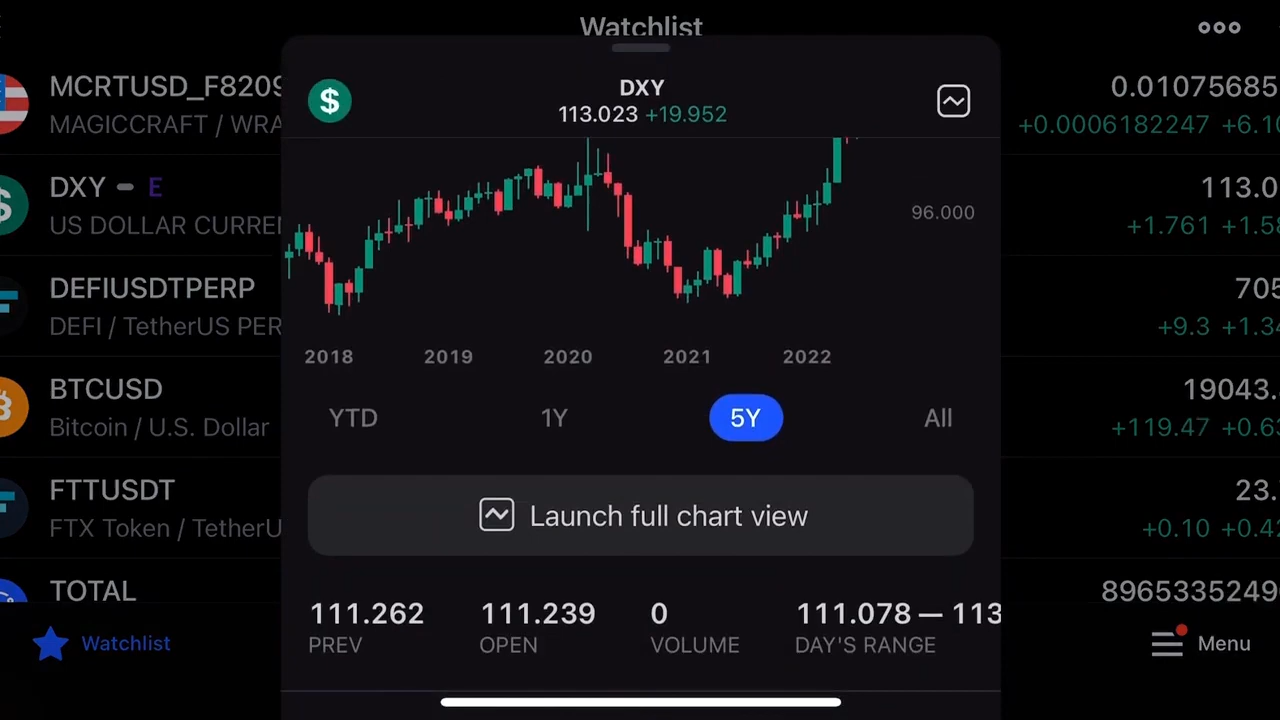 Watchlist
MCRTUSD_F8209
MAGICCRAFT / WRA
0.01075685
+0.0006182247 +6.10
DXY
113.023 +19.952
DXY E
US DOLLAR CURREN
113.0
+1.761 +1.58
96.000
DEFIUSDTPERP
DEFI / TetherUS PER
705
+9.3 +1.34
2018 2019 2020 2021 2022
BTCUSD
Bitcoin / U.S. Dollar
19043.
+119.47 +0.63
YTD 1Y 5Y All
FTTUSDT
FTX Token / TetherU
23.
+0.10 +0.42
Launch full chart view
TOTAL
8965335249
111.262 111.239 0 111.078 — 113
PREV OPEN VOLUME DAY'S RANGE
Watchlist
Menu